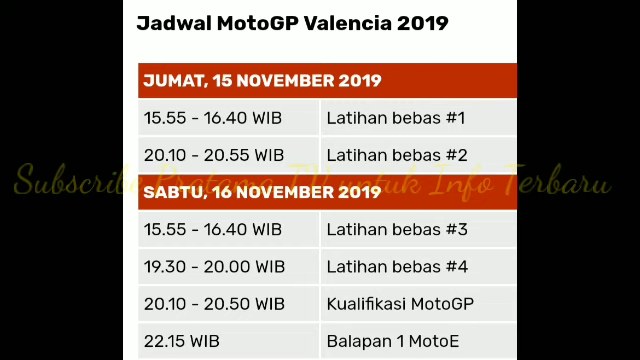 Jadwal MotoGP Valencia 2019
JUMAT, 15 NOVEMBER 2019
15.55 - 16.40 WIB Latihan bebas #1
20.10 - 20.55 WIB Latihan bebas #2
Subscribe Pratama TV untuk Info Terbaru
SABTU, 16 NOVEMBER 2019
15.55 - 16.40 WIB Latihan bebas #3
19.30 - 20.00 WIB Latihan bebas #4
20.10 - 20.50 WIB Kualifikasi MotoGP
22.15 WIB Balapan 1 MotoE